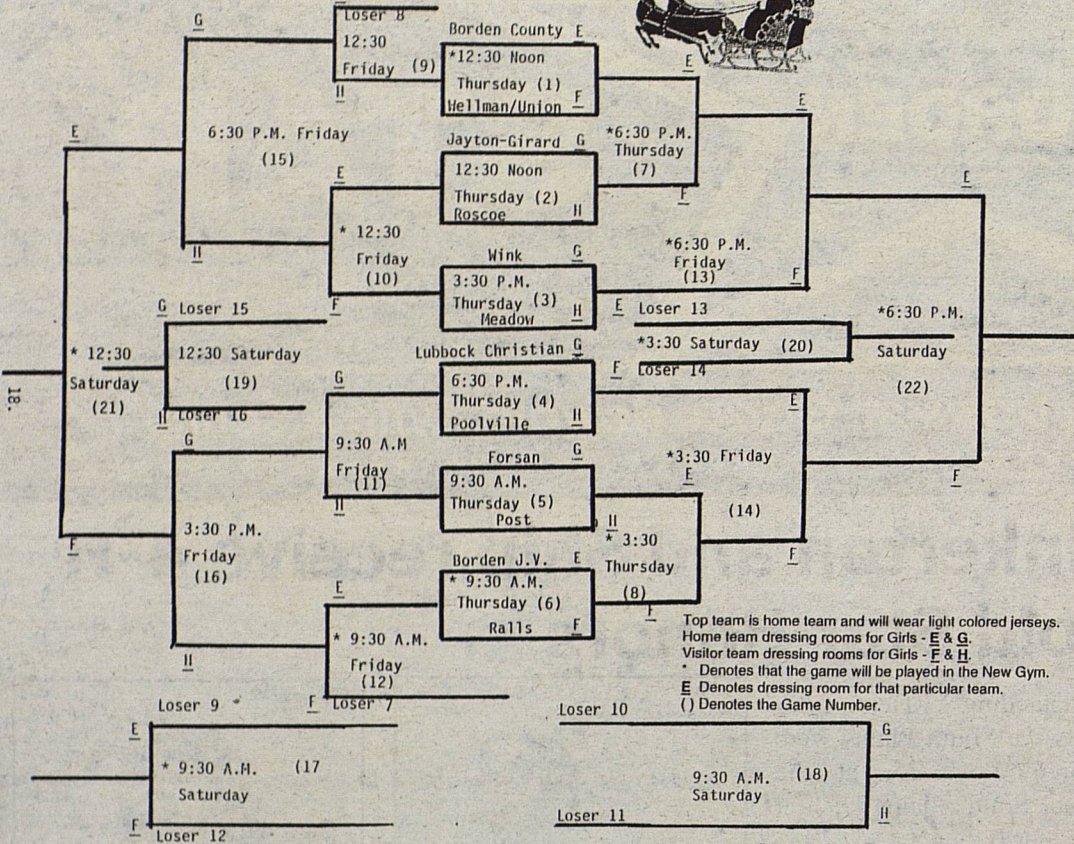 Loser 8
G
12:30
Friday (9)
H
Borden County E
*12:30 Noon
Thursday (1)
Wellman/Union F
E
6:30 P.M. Friday
(15)
E
Jayton-Girard G
12:30 Noon
Thursday (2)
Roscoe H
*6:30 P.M.
Thursday
(7)
F
E
E
H
E
* 12:30
Friday
(10)
F
Wink G
3:30 P.M.
Thursday (3)
Meadow H
*6:30 P.M.
Friday
(13)
F
E Loser 13
*3:30 Saturday (20)
F Loser 14
*6:30 P.M.
Saturday
(22)
F
G Loser 15
12:30 Saturday
(19)
H Loser 16
* 12:30
Saturday
(21)
F
18.
Lubbock Christian G
6:30 P.M.
Thursday (4)
Poolville H
G
9:30 A.M
Friday
(11)
H
Forsan G
9:30 A.M.
Thursday (5)
Post
H
E
*3:30 Friday
(14)
F
E
* 3:30
Thursday
(8)
F
G
3:30 P.M.
Friday
(16)
H
Borden J.V. E
* 9:30 A.M.
Thursday (6)
Ralls F
E
* 9:30 A.M.
Friday
(12)
F Loser 7
Top team is home team and will wear light colored jerseys.
Home team dressing rooms for Girls - E & G.
Visitor team dressing rooms for Girls - F & H.
* Denotes that the game will be played in the New Gym.
E Denotes dressing room for that particular team.
( ) Denotes the Game Number.
Loser 9
E
* 9:30 A.M. (17
Saturday
F
Loser 12
Loser 10
G
9:30 A.M. (18)
Saturday
Loser 11
H